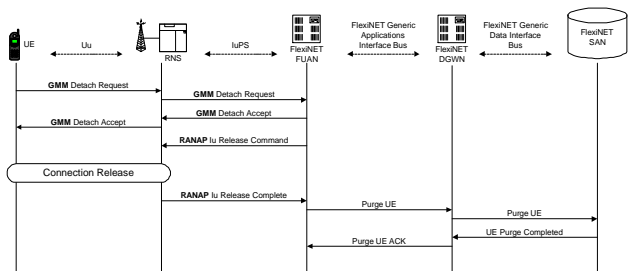 UE
Uu
RNS
IuPS
FlexiNET
FUAN
FlexiNET Generic
Applications
Interface Bus
FlexiNET
DGWN
FlexiNET Generic
Data Interface
Bus
FlexiNET
SAN
GMM Detach Request
GMM Detach Request
GMM Detach Accept
GMM Detach Accept
RANAP Iu Release Command
Connection Release
RANAP Iu Release Complete
Purge UE
Purge UE
UE Purge Completed
Purge UE ACK